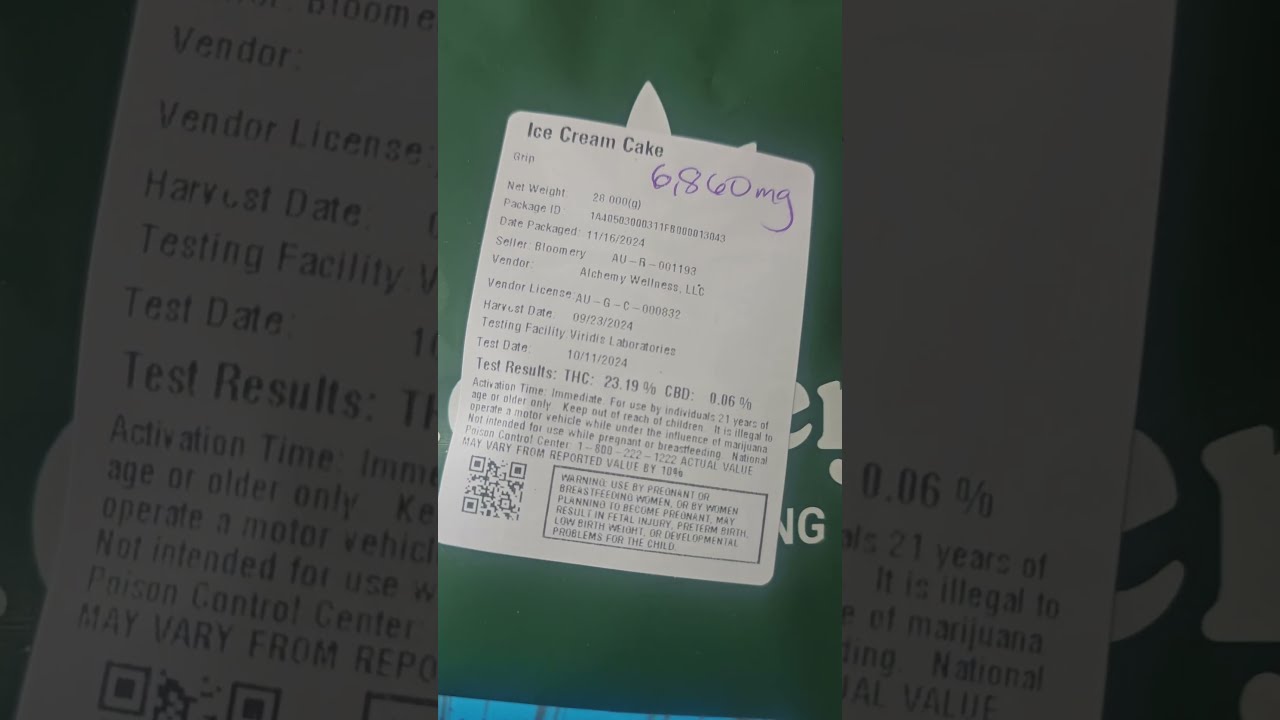 Ice Cream Cake
Grip
6,860mg
Net Weight 28.000(g)
Package ID 1A40503000311FB000013043
Date Packaged: 11/16/2024
Seller: Bloomery AU-R-001193
Vendor: Alchemy Wellness, LLC
Vendor License: AU-G-C-000832
Harvest Date: 09/23/2024
Testing Facility: Viridis Laboratories
Test Date: 10/11/2024
Test Results: THC: 23.19 % CBD: 0.06 %
Activation Time: Immediate. For use by individuals 21 years of
age or older only. Keep out of reach of children. It is illegal to
operate a motor vehicle while under the influence of marijuana.
Not intended for use while pregnant or breastfeeding. National
Poison Control Center: 1-800-222-1222 ACTUAL VALUE
MAY VARY FROM REPORTED VALUE BY 10%
WARNING: USE BY PREGNANT OR
BREASTFEEDING WOMEN, OR BY WOMEN
PLANNING TO BECOME PREGNANT, MAY
RESULT IN FETAL INJURY, PRETERM BIRTH,
LOW BIRTH WEIGHT, OR DEVELOPMENTAL
PROBLEMS FOR THE CHILD.
NG